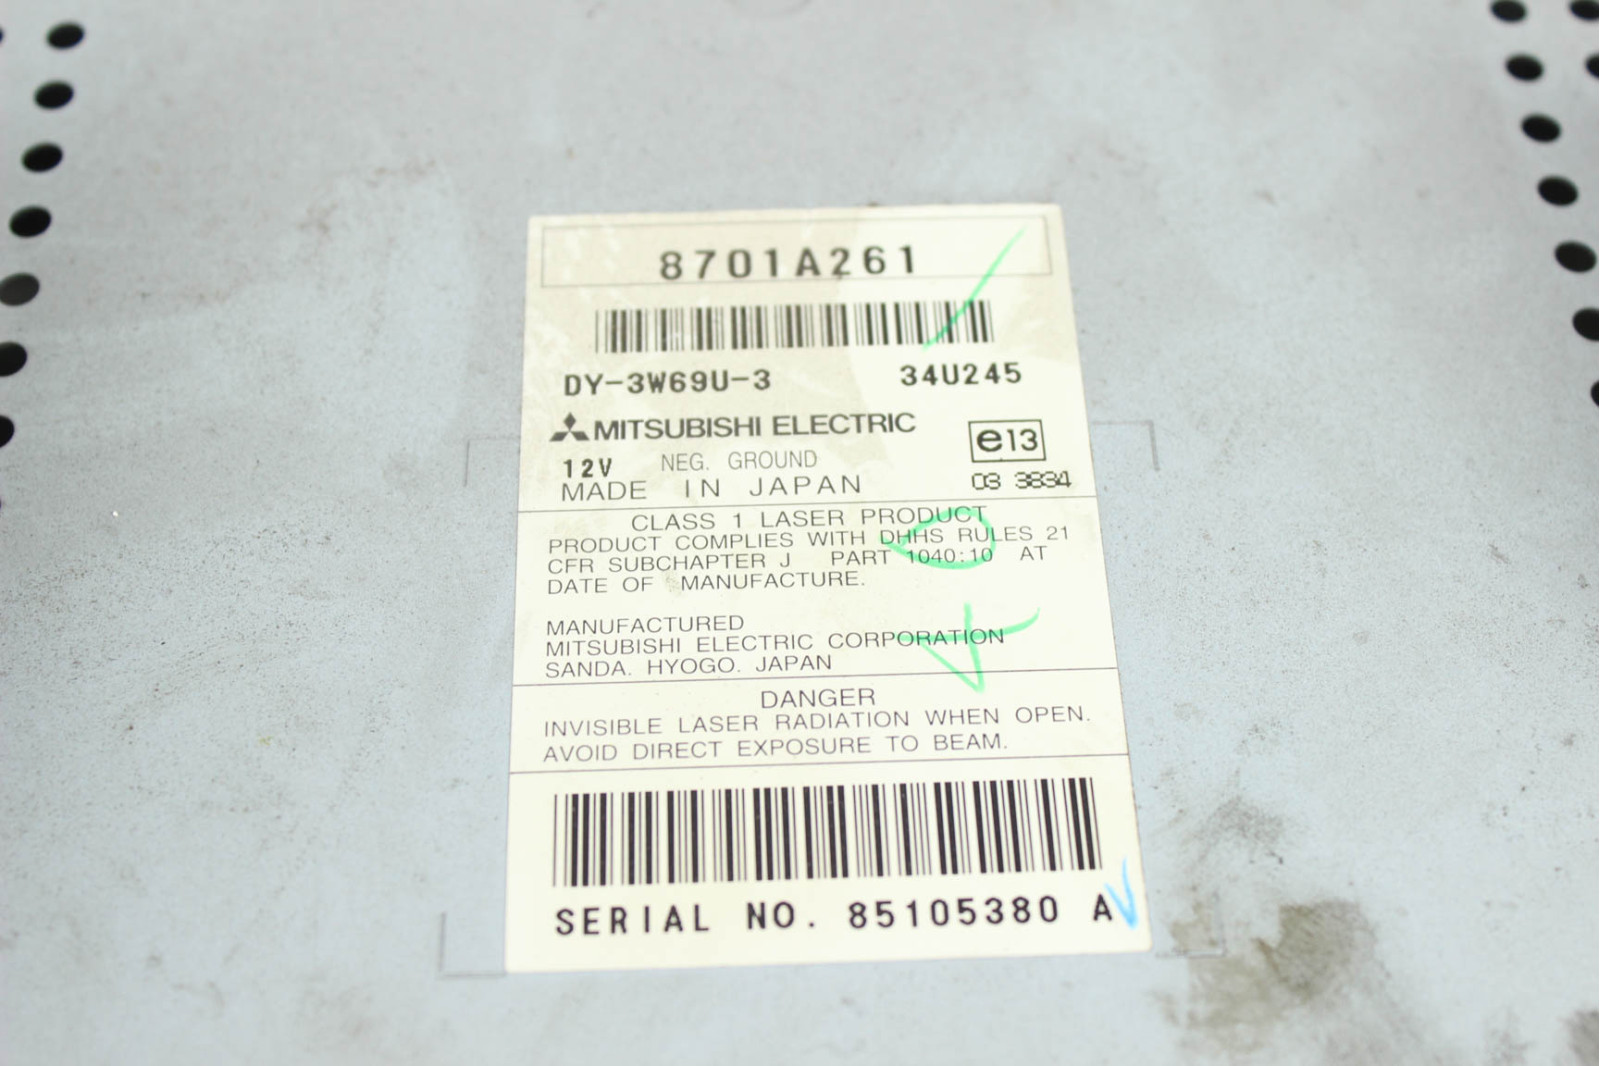 8701A261
DY-3W69U-3 34U245
MITSUBISHI ELECTRIC e13
12V NEG. GROUND
MADE IN JAPAN 03 3834
CLASS 1 LASER PRODUCT
PRODUCT COMPLIES WITH DHHS RULES 21
CFR SUBCHAPTER J PART 1040:10 AT
DATE OF MANUFACTURE.
MANUFACTURED
MITSUBISHI ELECTRIC CORPORATION
SANDA. HYOGO. JAPAN
DANGER
INVISIBLE LASER RADIATION WHEN OPEN.
AVOID DIRECT EXPOSURE TO BEAM.
SERIAL NO. 85105380 A